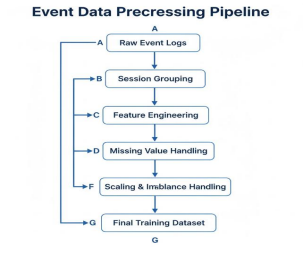 Event Data Precressing Pipeline
A
A Raw Event Logs
B Session Grouping
C Feature Engineering
D Missing Value Handling
F Scaling & Imblance Handling
G Final Training Dataset
G